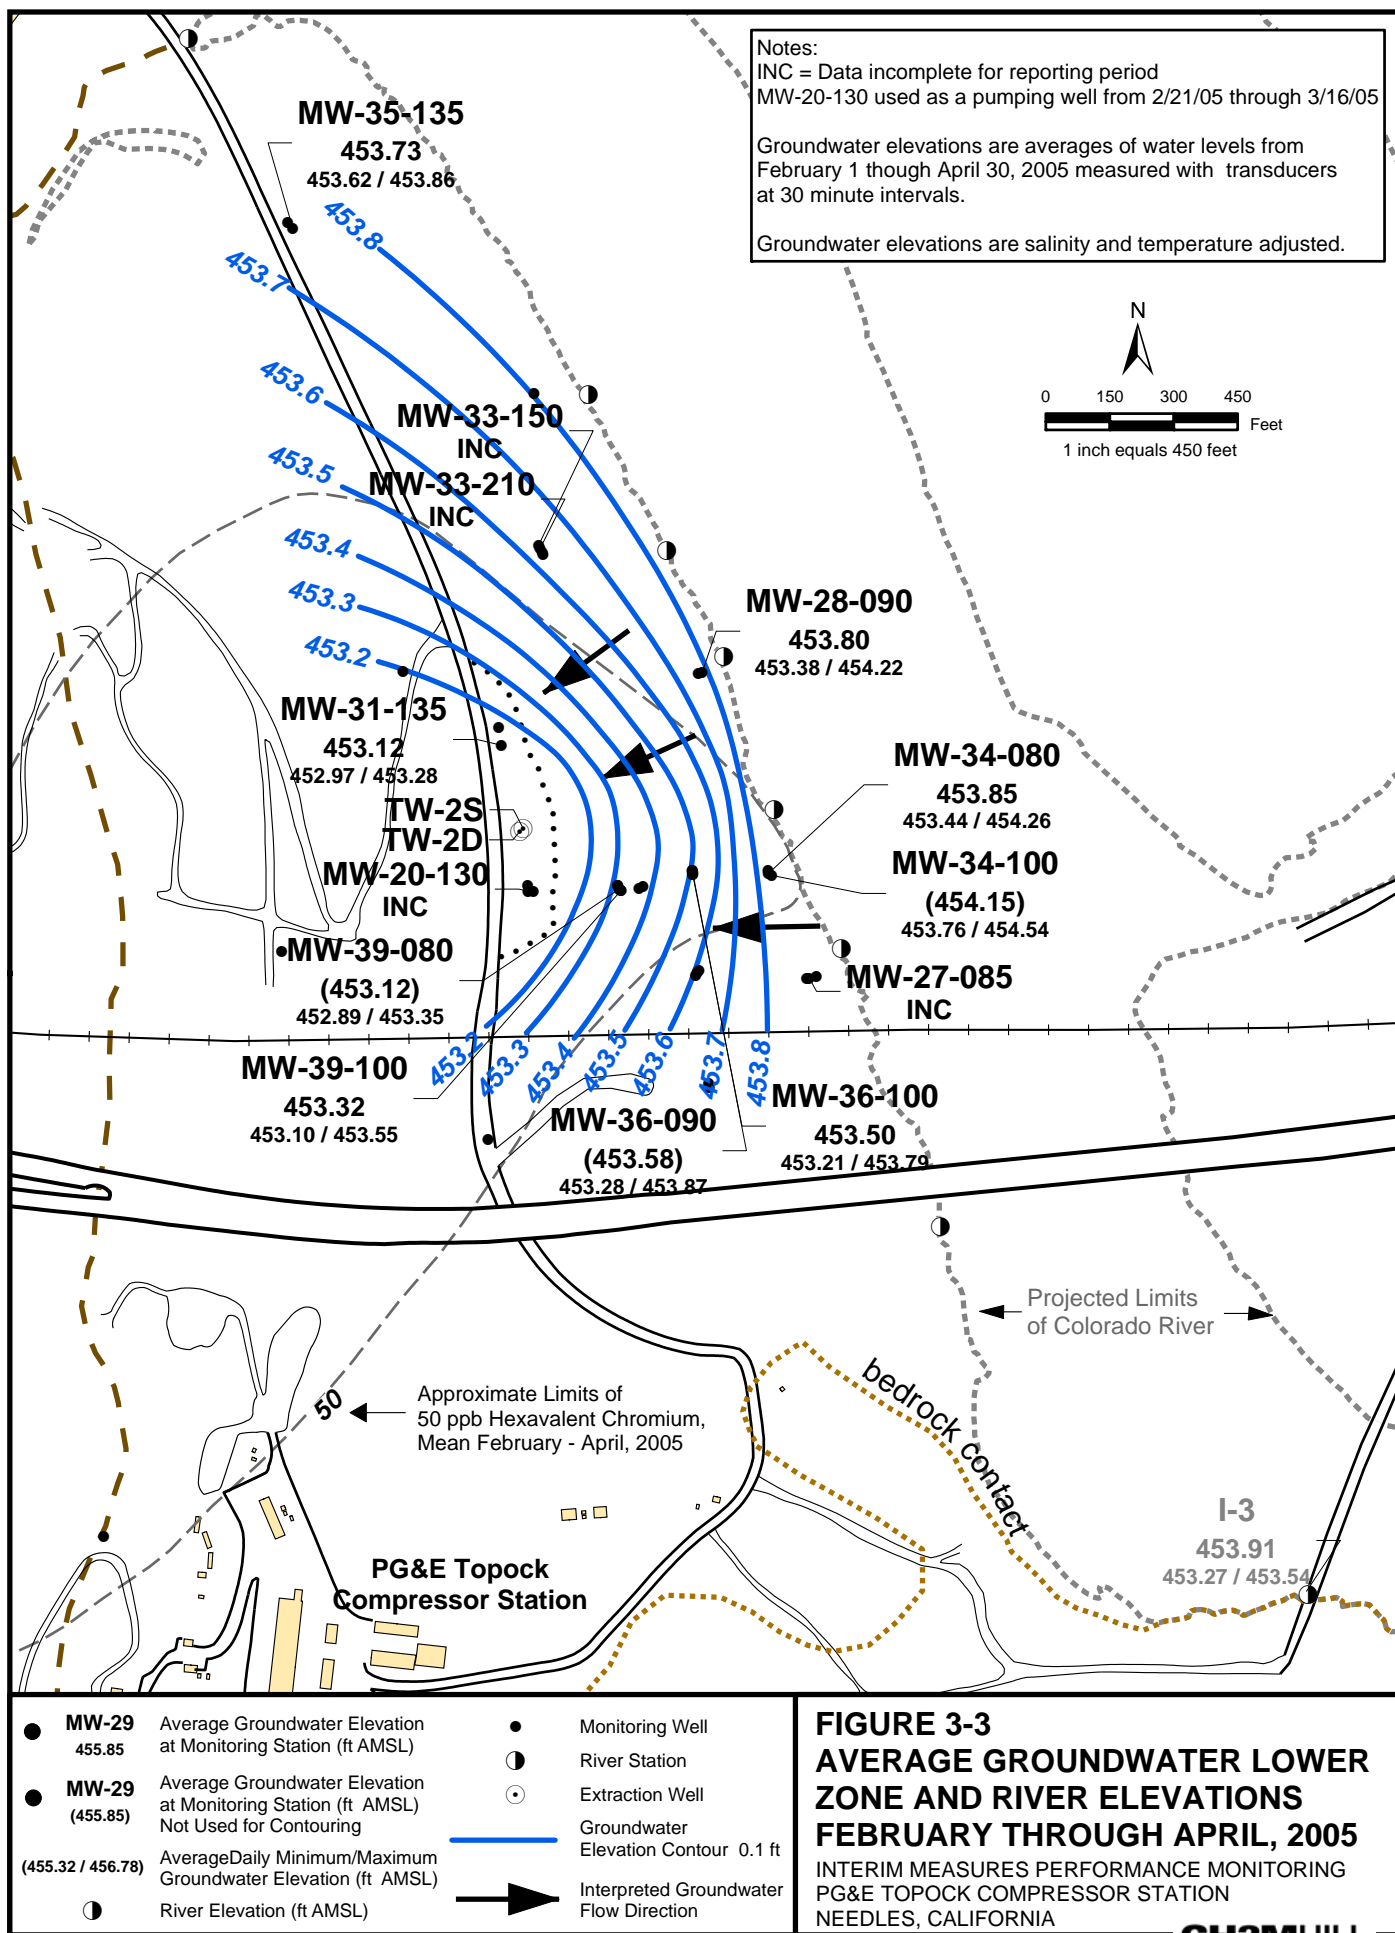 Notes:
INC = Data incomplete for reporting period
MW-20-130 used as a pumping well from 2/21/05 through 3/16/05
Groundwater elevations are averages of water levels from
February 1 though April 30, 2005 measured with transducers
at 30 minute intervals.
Groundwater elevations are salinity and temperature adjusted.
N
0 150 300 450
Feet
1 inch equals 450 feet
MW-35-135
453.73
453.62 / 453.86
453.8
453.7
453.6
453.5
453.4
453.3
453.2
MW-33-150
INC
MW-33-210
INC
MW-28-090
453.80
453.38 / 454.22
MW-31-135
453.12
452.97 / 453.28
TW-2S
TW-2D
MW-20-130
INC
MW-34-080
453.85
453.44 / 454.26
MW-34-100
(454.15)
453.76 / 454.54
MW-39-080
(453.12)
452.89 / 453.35
MW-27-085
INC
453.2
453.3
453.4
453.5
453.6
453.7
453.8
MW-39-100
453.32
453.10 / 453.55
MW-36-090
(453.58)
453.28 / 453.87
MW-36-100
453.50
453.21 / 453.79
Projected Limits
of Colorado River
bedrock contact
50
Approximate Limits of
50 ppb Hexavalent Chromium,
Mean February - April, 2005
I-3
453.91
453.27 / 453.54
PG&E Topock
Compressor Station
MW-29
455.85
Average Groundwater Elevation
at Monitoring Station (ft AMSL)
MW-29
(455.85)
Average Groundwater Elevation
at Monitoring Station (ft AMSL)
Not Used for Contouring
(455.32 / 456.78)
AverageDaily Minimum/Maximum
Groundwater Elevation (ft AMSL)
River Elevation (ft AMSL)
Monitoring Well
River Station
Extraction Well
Groundwater
Elevation Contour 0.1 ft
Interpreted Groundwater
Flow Direction
FIGURE 3-3
AVERAGE GROUNDWATER LOWER
ZONE AND RIVER ELEVATIONS
FEBRUARY THROUGH APRIL, 2005
INTERIM MEASURES PERFORMANCE MONITORING
PG&E TOPOCK COMPRESSOR STATION
NEEDLES, CALIFORNIA